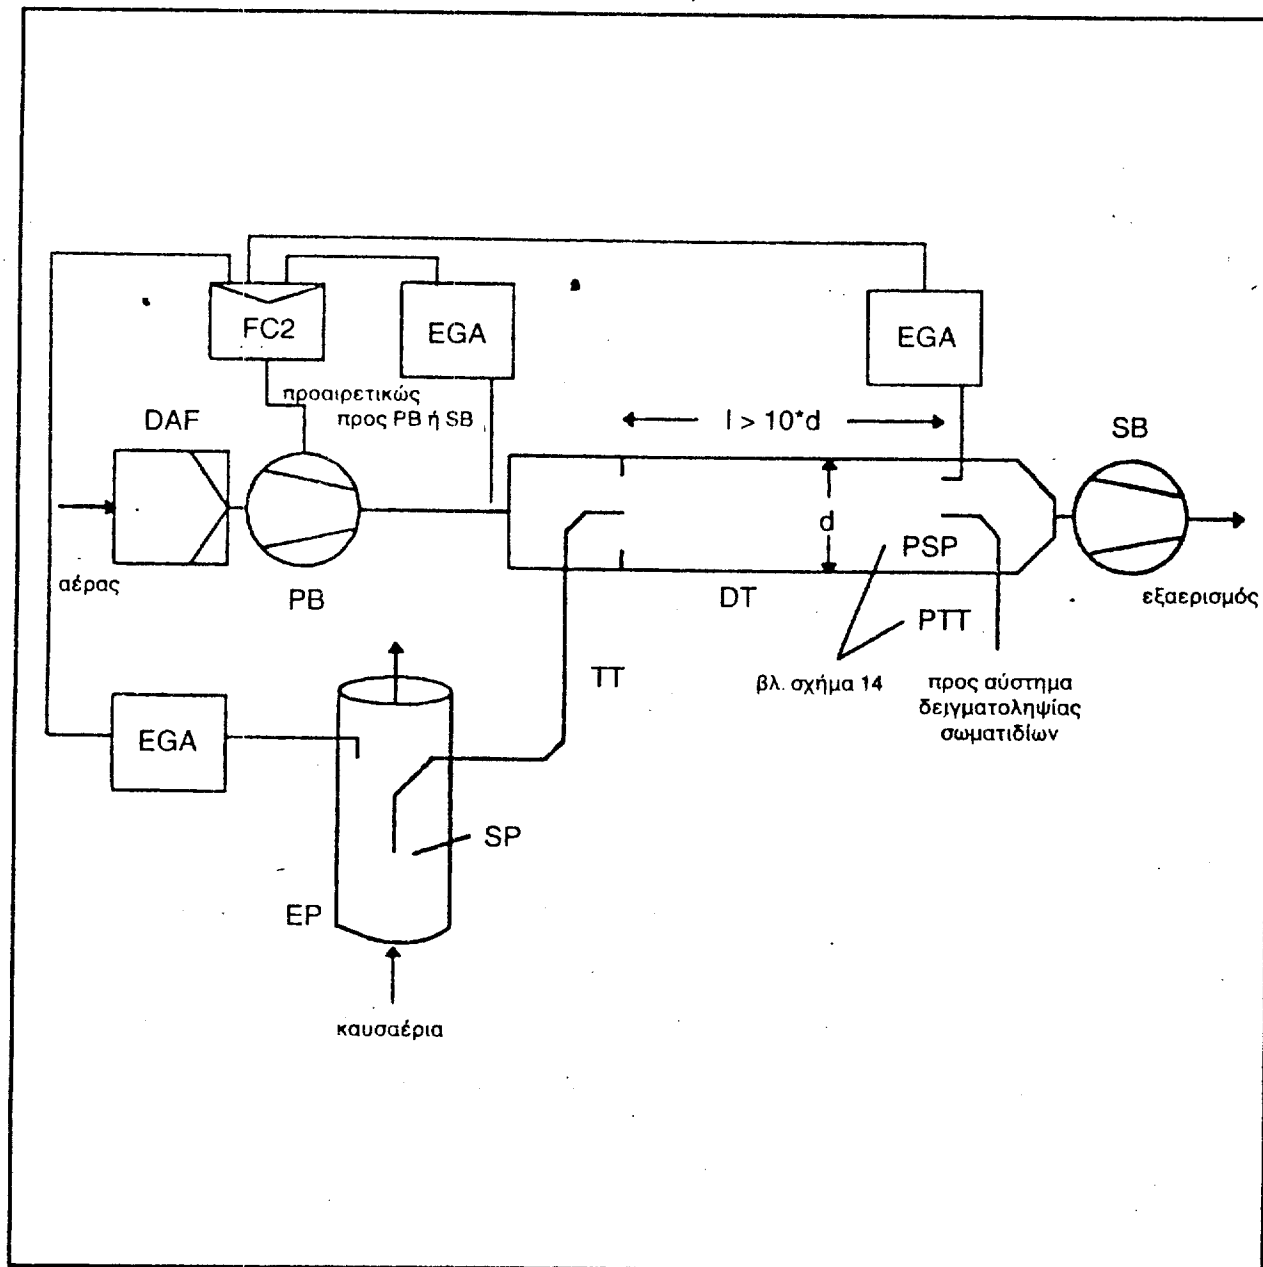 FC2
EGA
EGA
προαιρετικώς
προς PB ή SB
DAF
l > 10*d
SB
d
PSP
αέρας
PB
DT
εξαερισμός
PTT
TT
βλ. σχήμα 14
προς αύστημα
δειγματοληψίας
σωματιδίων
EGA
SP
EP
καυσαέρια